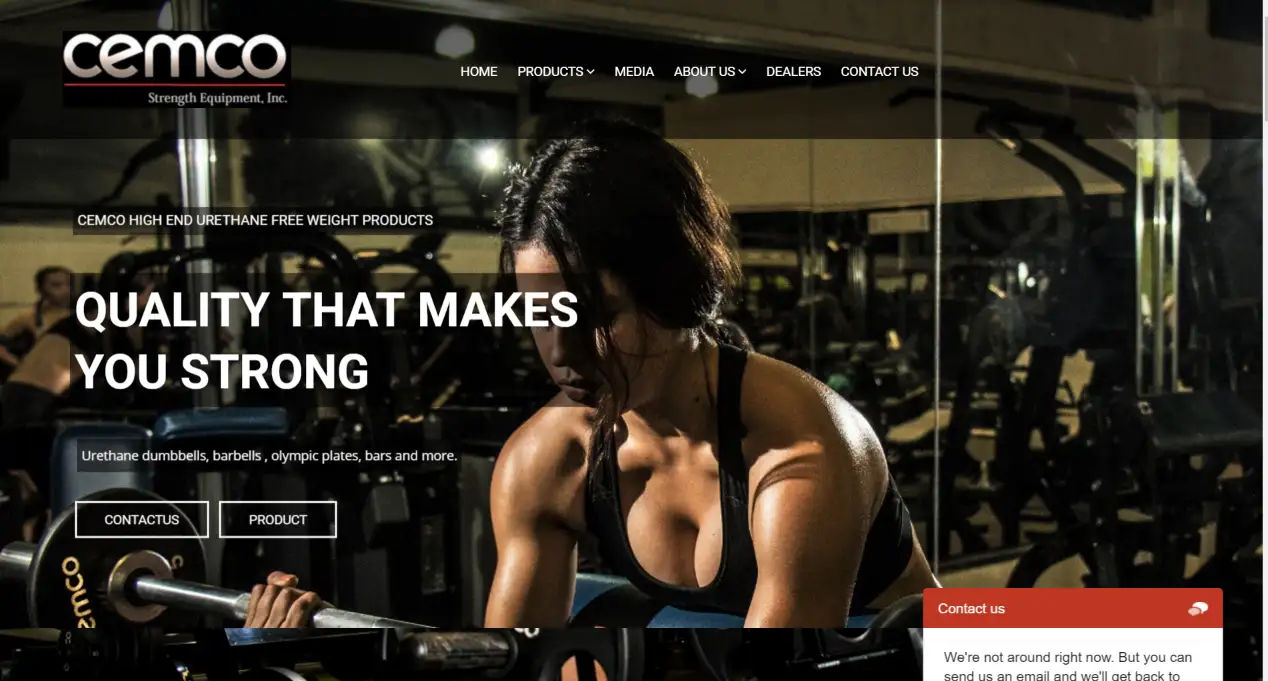 cemco
Strength Equipment, Inc.
HOME PRODUCTS MEDIA ABOUT US DEALERS CONTACT US
CEMCO HIGH END URETHANE FREE WEIGHT PRODUCTS
QUALITY THAT MAKES
YOU STRONG
Urethane dumbbells, barbells , olympic plates, bars and more.
CONTACTUS PRODUCT
cemco
Contact us
We're not around right now. But you can
send us an email and we'll get back to